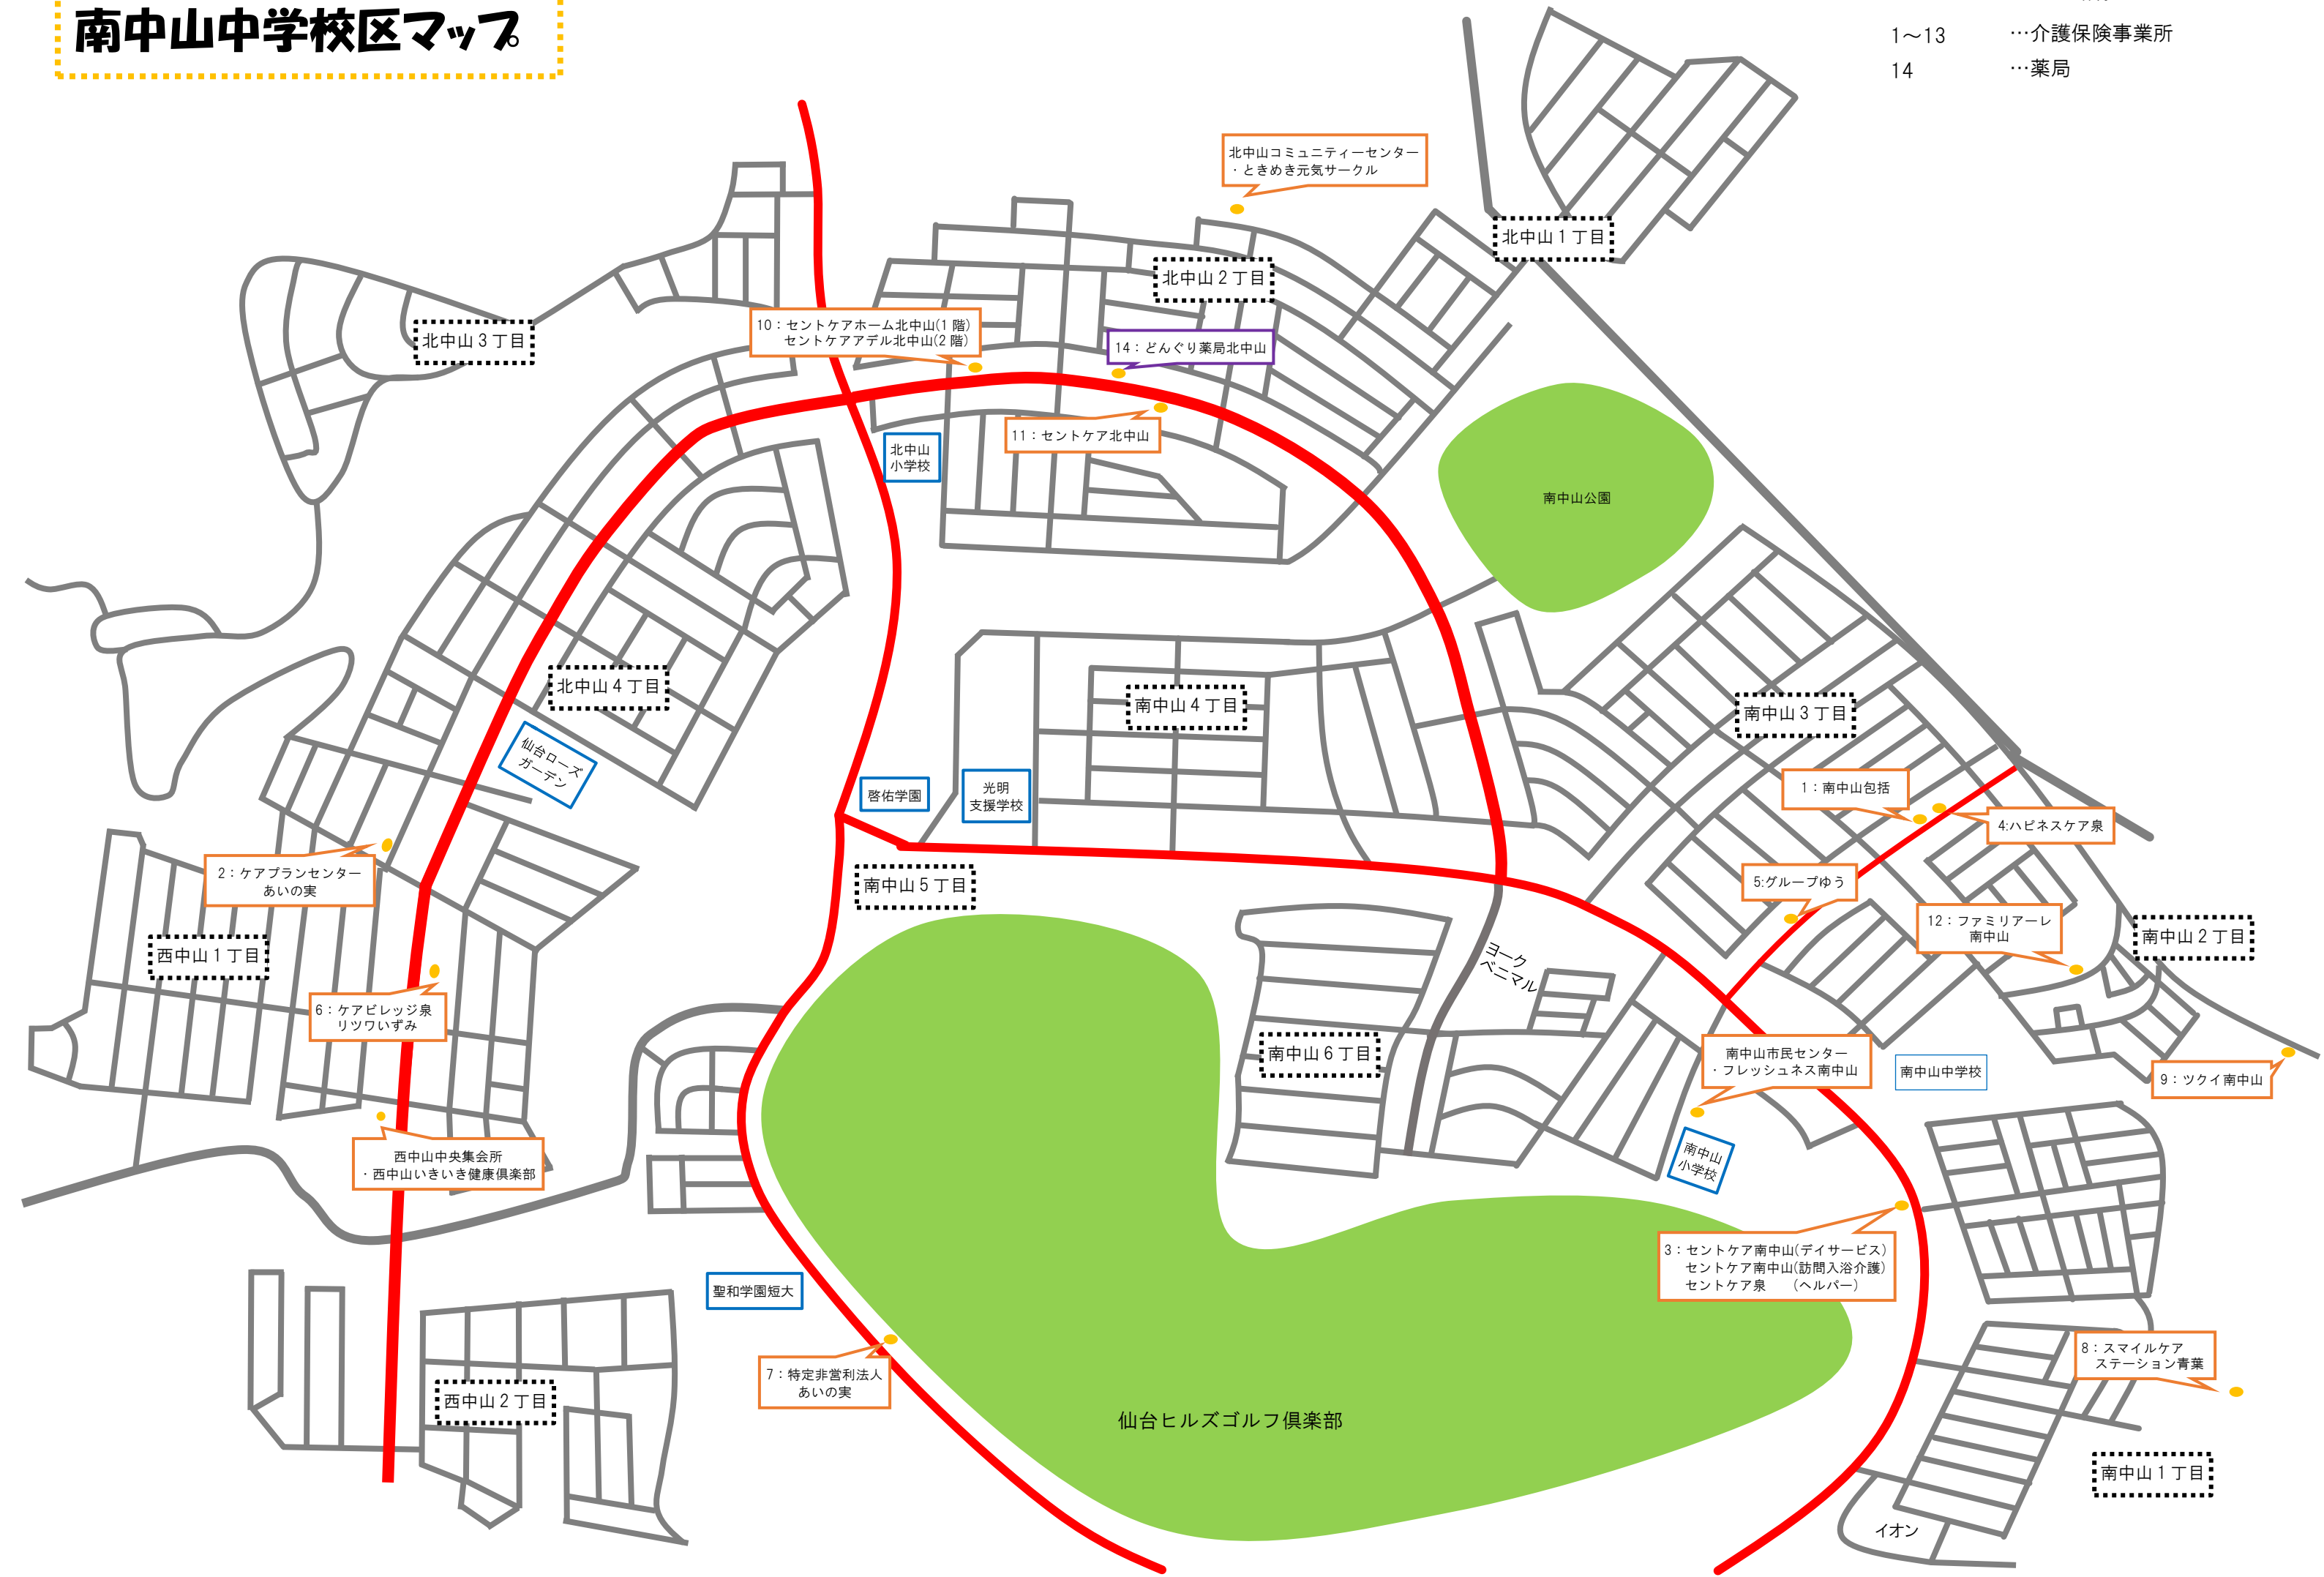 南中山中学校区マップ
1～13 …介護保険事業所
14 …薬局
北中山コミュニティーセンター
・ときめき元気サークル
北中山１丁目
北中山２丁目
北中山３丁目
10：セントケアホーム北中山(1階)
セントケアアデル北中山(2階)
14：どんぐり薬局北中山
11：セントケア北中山
北中山
小学校
南中山公園
北中山４丁目
仙台ローズ
ガーデン
南中山４丁目
南中山３丁目
啓佑学園
光明
支援学校
1：南中山包括
4:ハピネスケア泉
2：ケアプランセンター
あいの実
南中山５丁目
5:グループゆう
12：ファミリアーレ
南中山
南中山２丁目
西中山１丁目
ヨーク
ベニマル
6：ケアビレッジ泉
リツワいずみ
南中山６丁目
南中山市民センター
・フレッシュネス南中山
南中山中学校
9：ツクイ南中山
西中山中央集会所
・西中山いきいき健康倶楽部
南中山
小学校
3：セントケア南中山(デイサービス)
セントケア南中山(訪問入浴介護)
セントケア泉　(ヘルパー)
聖和学園短大
7：特定非営利法人
あいの実
8：スマイルケア
ステーション青葉
西中山２丁目
仙台ヒルズゴルフ倶楽部
南中山１丁目
イオン